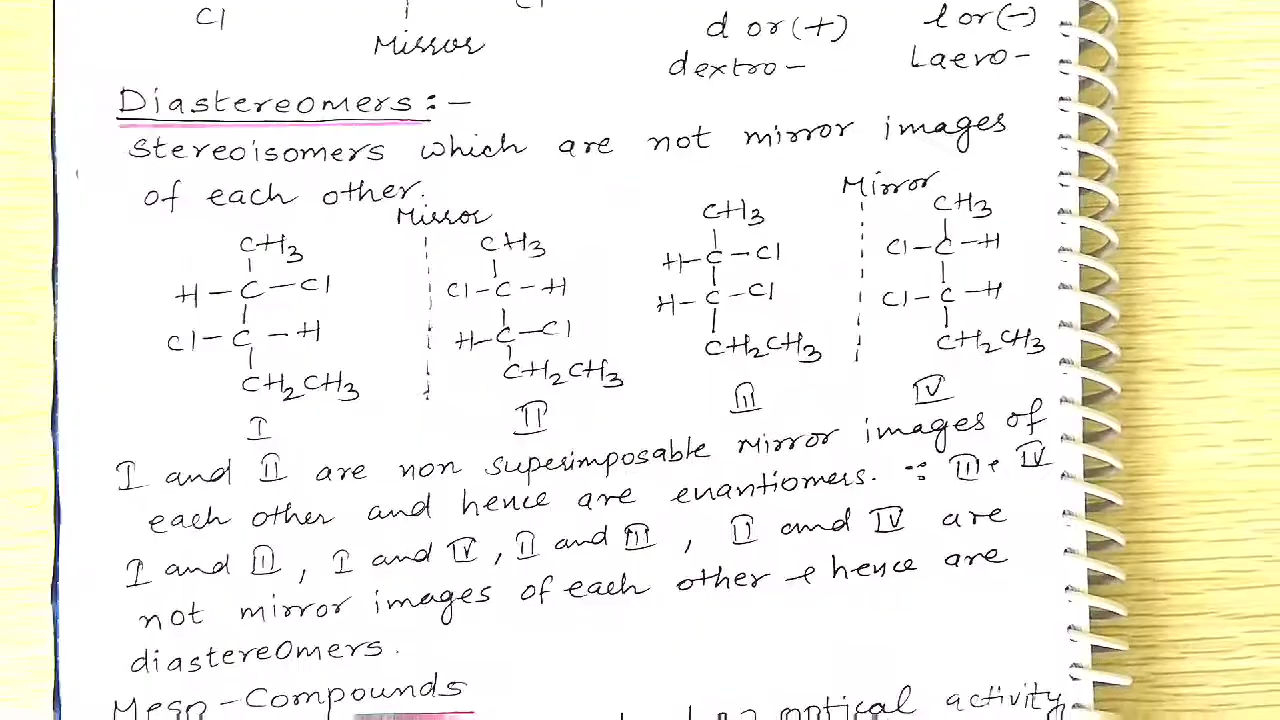 Cl Cl
Mirror
d or (+) l or (-)
dextro- Laevo-
Diastereomers :-
Stereoisomers which are not mirror images
of each other.
Mirror Mirror
CH3 CH3 CH3 CH3
H-C-Cl Cl-C-H H-C-Cl Cl-C-H
Cl-C-H H-C-Cl H-C-Cl Cl-C-H
CH2CH3 CH2CH3 CH2CH3 CH2CH3
I II III IV
I and II are non superimposable mirror images of
each other and hence are enantiomers. :: III & IV
I and III, I and IV, II and III, II and IV are
not mirror images of each other & hence are
diastereomers.
Meso-Compounds
optical activity